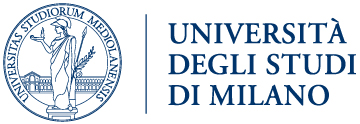 UNIVERSITAS STUDIORUM MEDIOLANENSIS
UNIVERSITÀ
DEGLI STUDI
DI MILANO